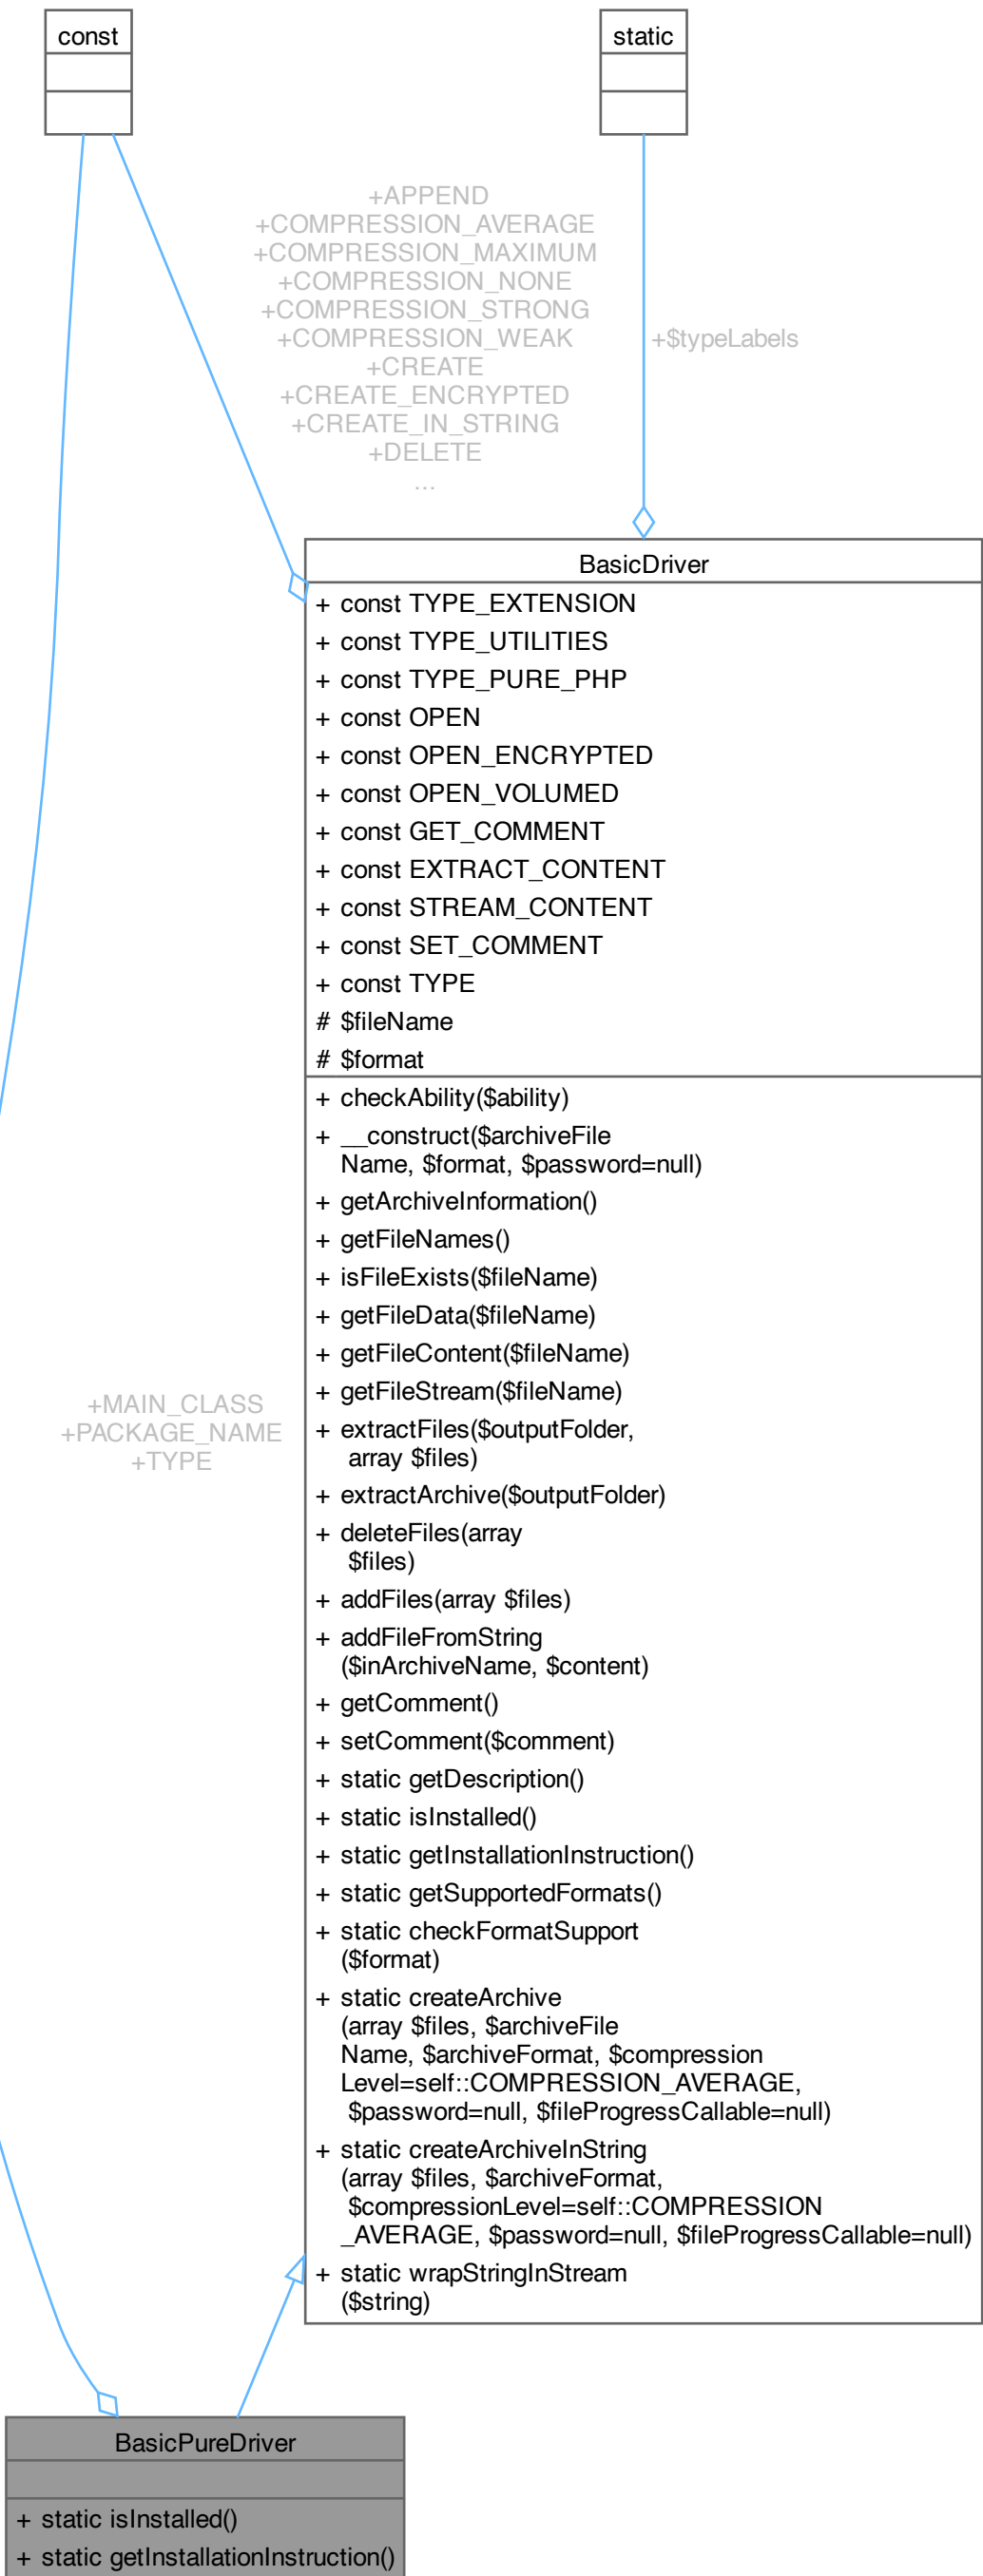 const
static
+APPEND
+COMPRESSION_AVERAGE
+COMPRESSION_MAXIMUM
+COMPRESSION_NONE
+COMPRESSION_STRONG
+COMPRESSION_WEAK
+CREATE
+CREATE_ENCRYPTED
+CREATE_IN_STRING
+DELETE
...
+$typeLabels
BasicDriver
+ const TYPE_EXTENSION
+ const TYPE_UTILITIES
+ const TYPE_PURE_PHP
+ const OPEN
+ const OPEN_ENCRYPTED
+ const OPEN_VOLUMED
+ const GET_COMMENT
+ const EXTRACT_CONTENT
+ const STREAM_CONTENT
+ const SET_COMMENT
+ const TYPE
# $fileName
# $format
+ checkAbility($ability)
+ __construct($archiveFile
Name, $format, $password=null)
+ getArchiveInformation()
+ getFileNames()
+ isFileExists($fileName)
+ getFileData($fileName)
+ getFileContent($fileName)
+ getFileStream($fileName)
+ extractFiles($outputFolder,
array $files)
+ extractArchive($outputFolder)
+ deleteFiles(array
$files)
+ addFiles(array $files)
+ addFileFromString
($inArchiveName, $content)
+ getComment()
+ setComment($comment)
+ static getDescription()
+ static isInstalled()
+ static getInstallationInstruction()
+ static getSupportedFormats()
+ static checkFormatSupport
($format)
+ static createArchive
(array $files, $archiveFile
Name, $archiveFormat, $compression
Level=self::COMPRESSION_AVERAGE,
$password=null, $fileProgressCallable=null)
+ static createArchiveInString
(array $files, $archiveFormat,
$compressionLevel=self::COMPRESSION
_AVERAGE, $password=null, $fileProgressCallable=null)
+ static wrapStringInStream
($string)
+MAIN_CLASS
+PACKAGE_NAME
+TYPE
BasicPureDriver
+ static isInstalled()
+ static getInstallationInstruction()